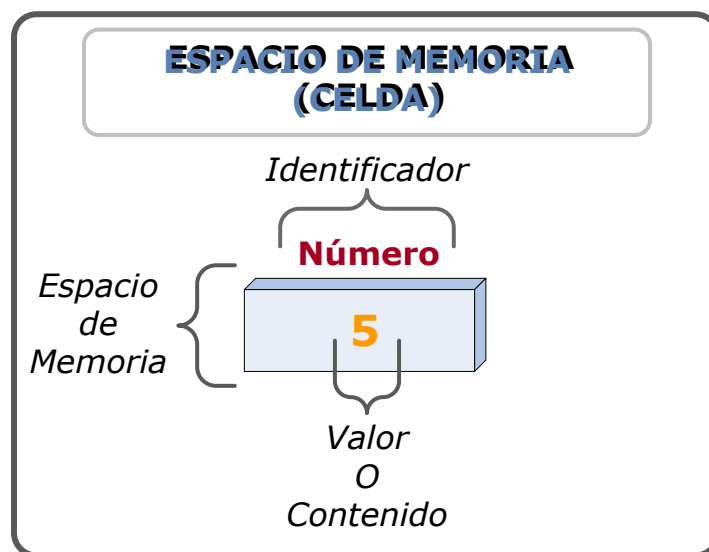 ESPACIO DE MEMORIA
(CELDA)
Identificador
Número
Espacio
de
Memoria
5
Valor
O
Contenido